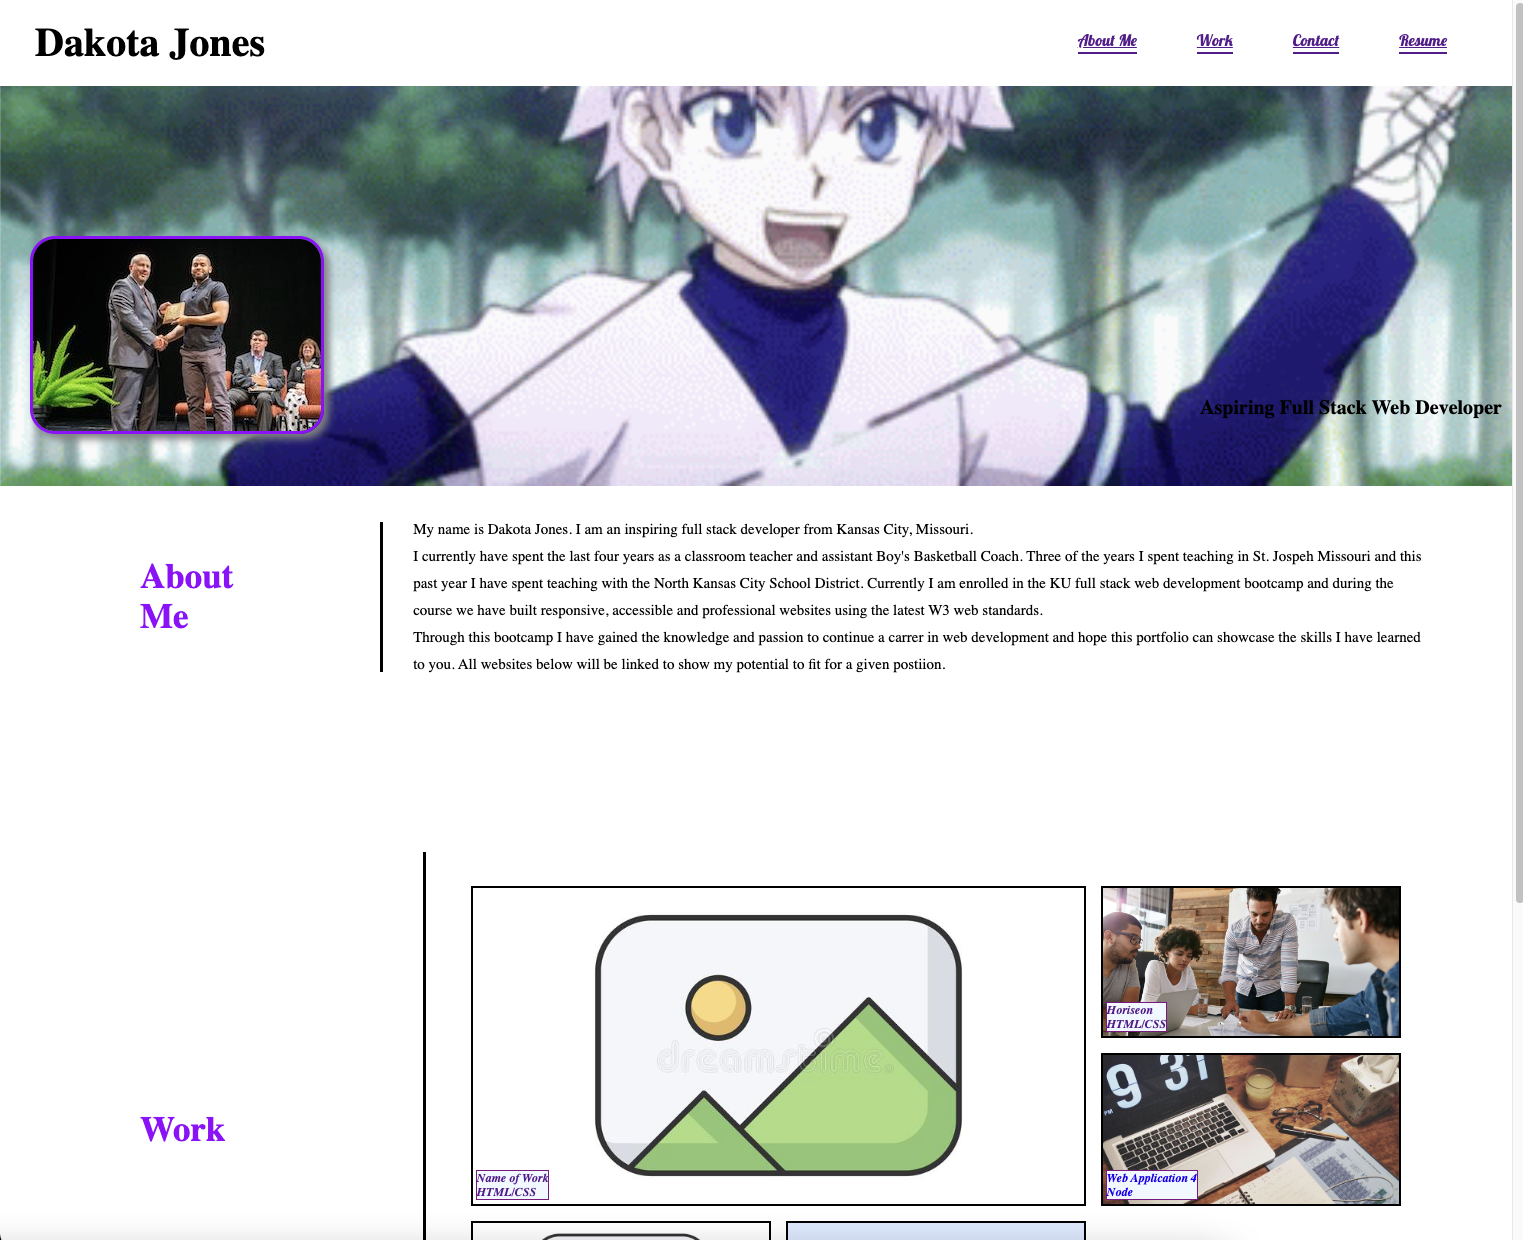 Dakota Jones
About Me Work Contact Resume
Aspiring Full Stack Web Developer
About
Me
My name is Dakota Jones. I am an inspiring full stack developer from Kansas City, Missouri.
I currently have spent the last four years as a classroom teacher and assistant Boy's Basketball Coach. Three of the years I spent teaching in St. Jospeh Missouri and this
past year I have spent teaching with the North Kansas City School District. Currently I am enrolled in the KU full stack web development bootcamp and during the
course we have built responsive, accessible and professional websites using the latest W3 web standards.
Through this bootcamp I have gained the knowledge and passion to continue a carrer in web development and hope this portfolio can showcase the skills I have learned
to you. All websites below will be linked to show my potential to fit for a given postiion.
Work
dreamstime.
Name of Work
HTML/CSS
Horiseon
HTML/CSS
9 31
PM
Web Application 4
Node